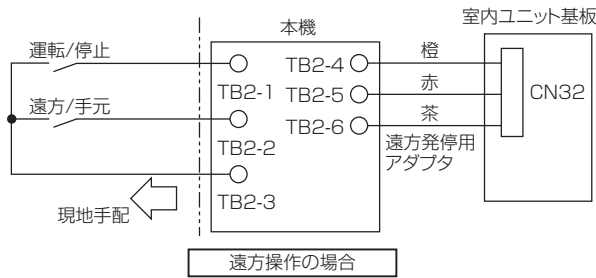 室内ユニット基板
本機
運転/停止
橙
TB2-4
TB2-1
赤
TB2-5
CN32
遠方/手元
茶
TB2-6
TB2-2
遠方発停用
アダプタ
TB2-3
現地手配
遠方操作の場合